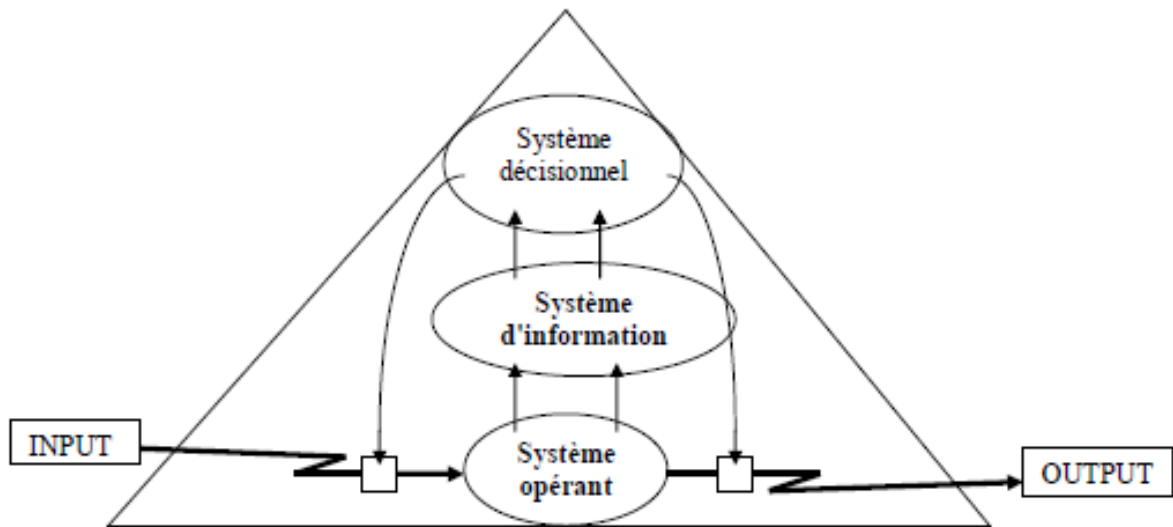 Système
décisionnel
Système
d'information
INPUT
Système
opérant
OUTPUT